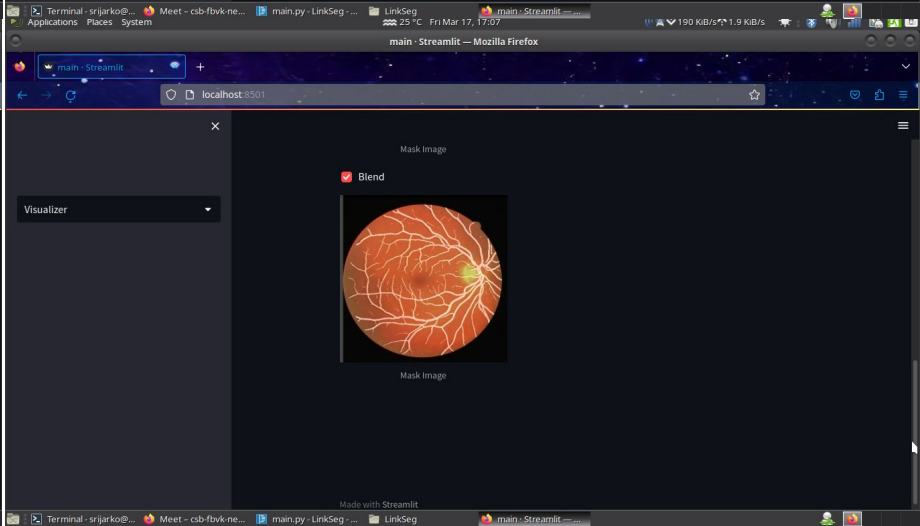 Terminal - srijarko@... Meet – csb-fbvk-ne... main.py - LinkSeg -... LinkSeg main · Streamlit — ...
Applications Places System 25 °C Fri Mar 17, 17:07 190 KiB/s 1.9 KiB/s
main · Streamlit — Mozilla Firefox
main · Streamlit
localhost:8501
Mask Image
Blend
Visualizer
Mask Image
Made with Streamlit
Terminal - srijarko@... Meet – csb-fbvk-ne... main.py - LinkSeg -... LinkSeg main · Streamlit — ...